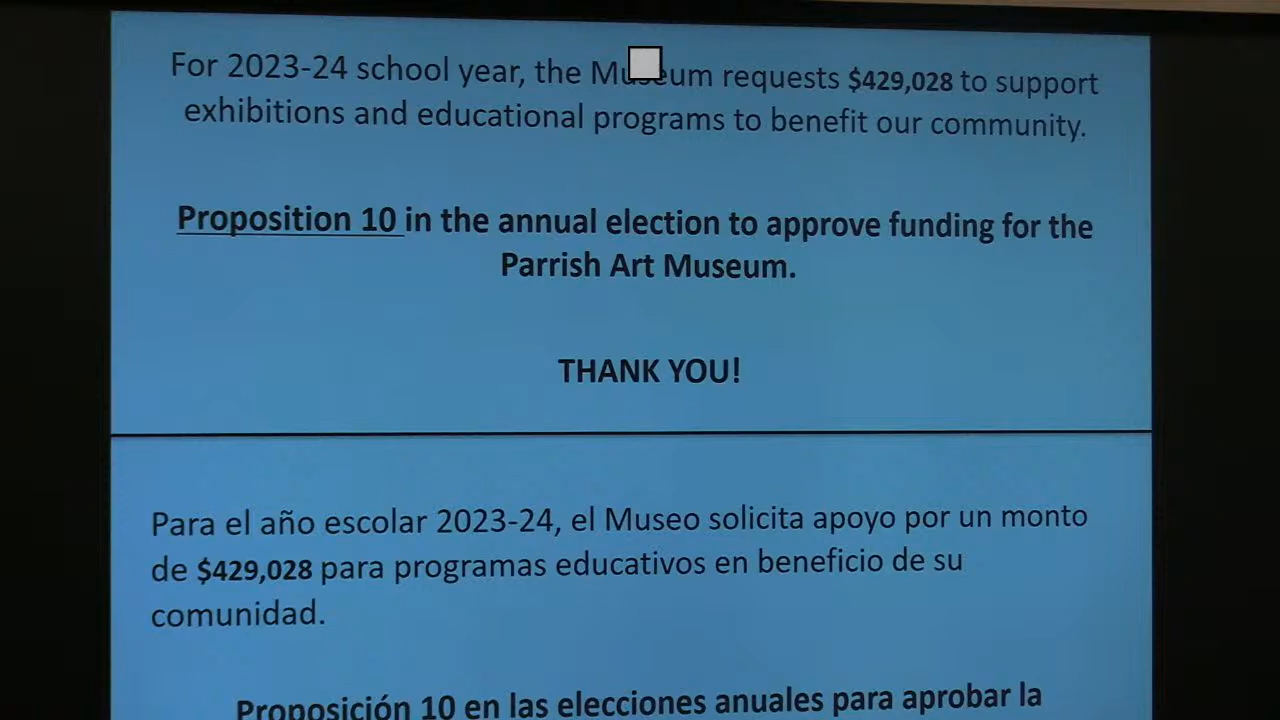 For 2023-24 school year, the Museum requests $429,028 to support
exhibitions and educational programs to benefit our community.
Proposition 10 in the annual election to approve funding for the
Parrish Art Museum.
THANK YOU!
Para el año escolar 2023-24, el Museo solicita apoyo por un monto
de $429,028 para programas educativos en beneficio de su
comunidad.
Proposición 10 en las elecciones anuales para aprobar la